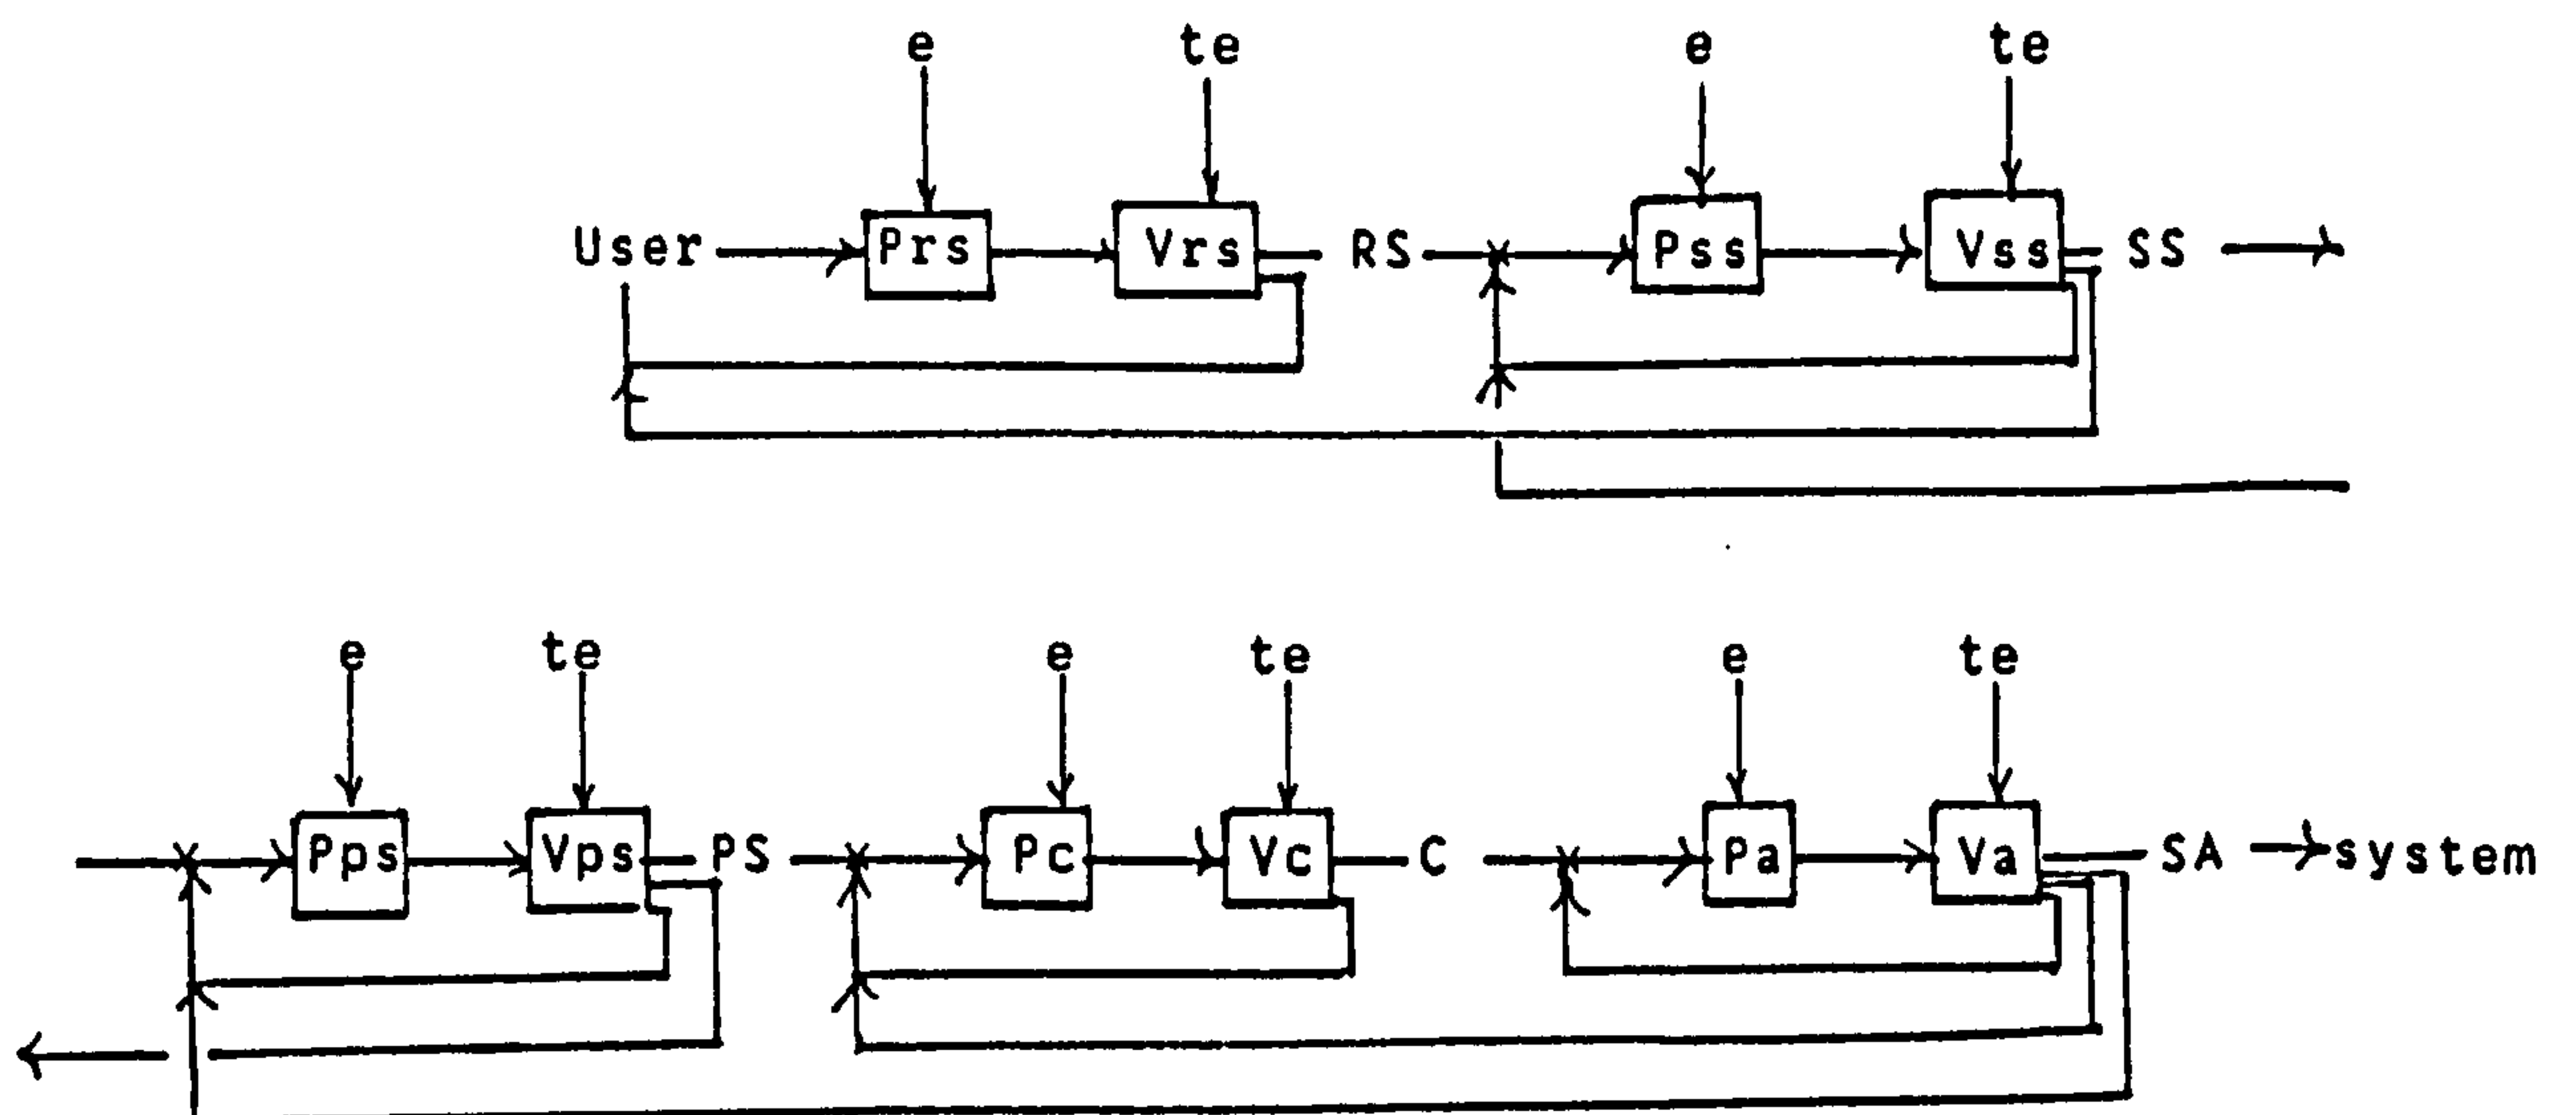 e te e te
User Prs Vrs RS Pss Vss SS
e te e te e te
Pps Vps PS Pc Vc C Pa Va SA system